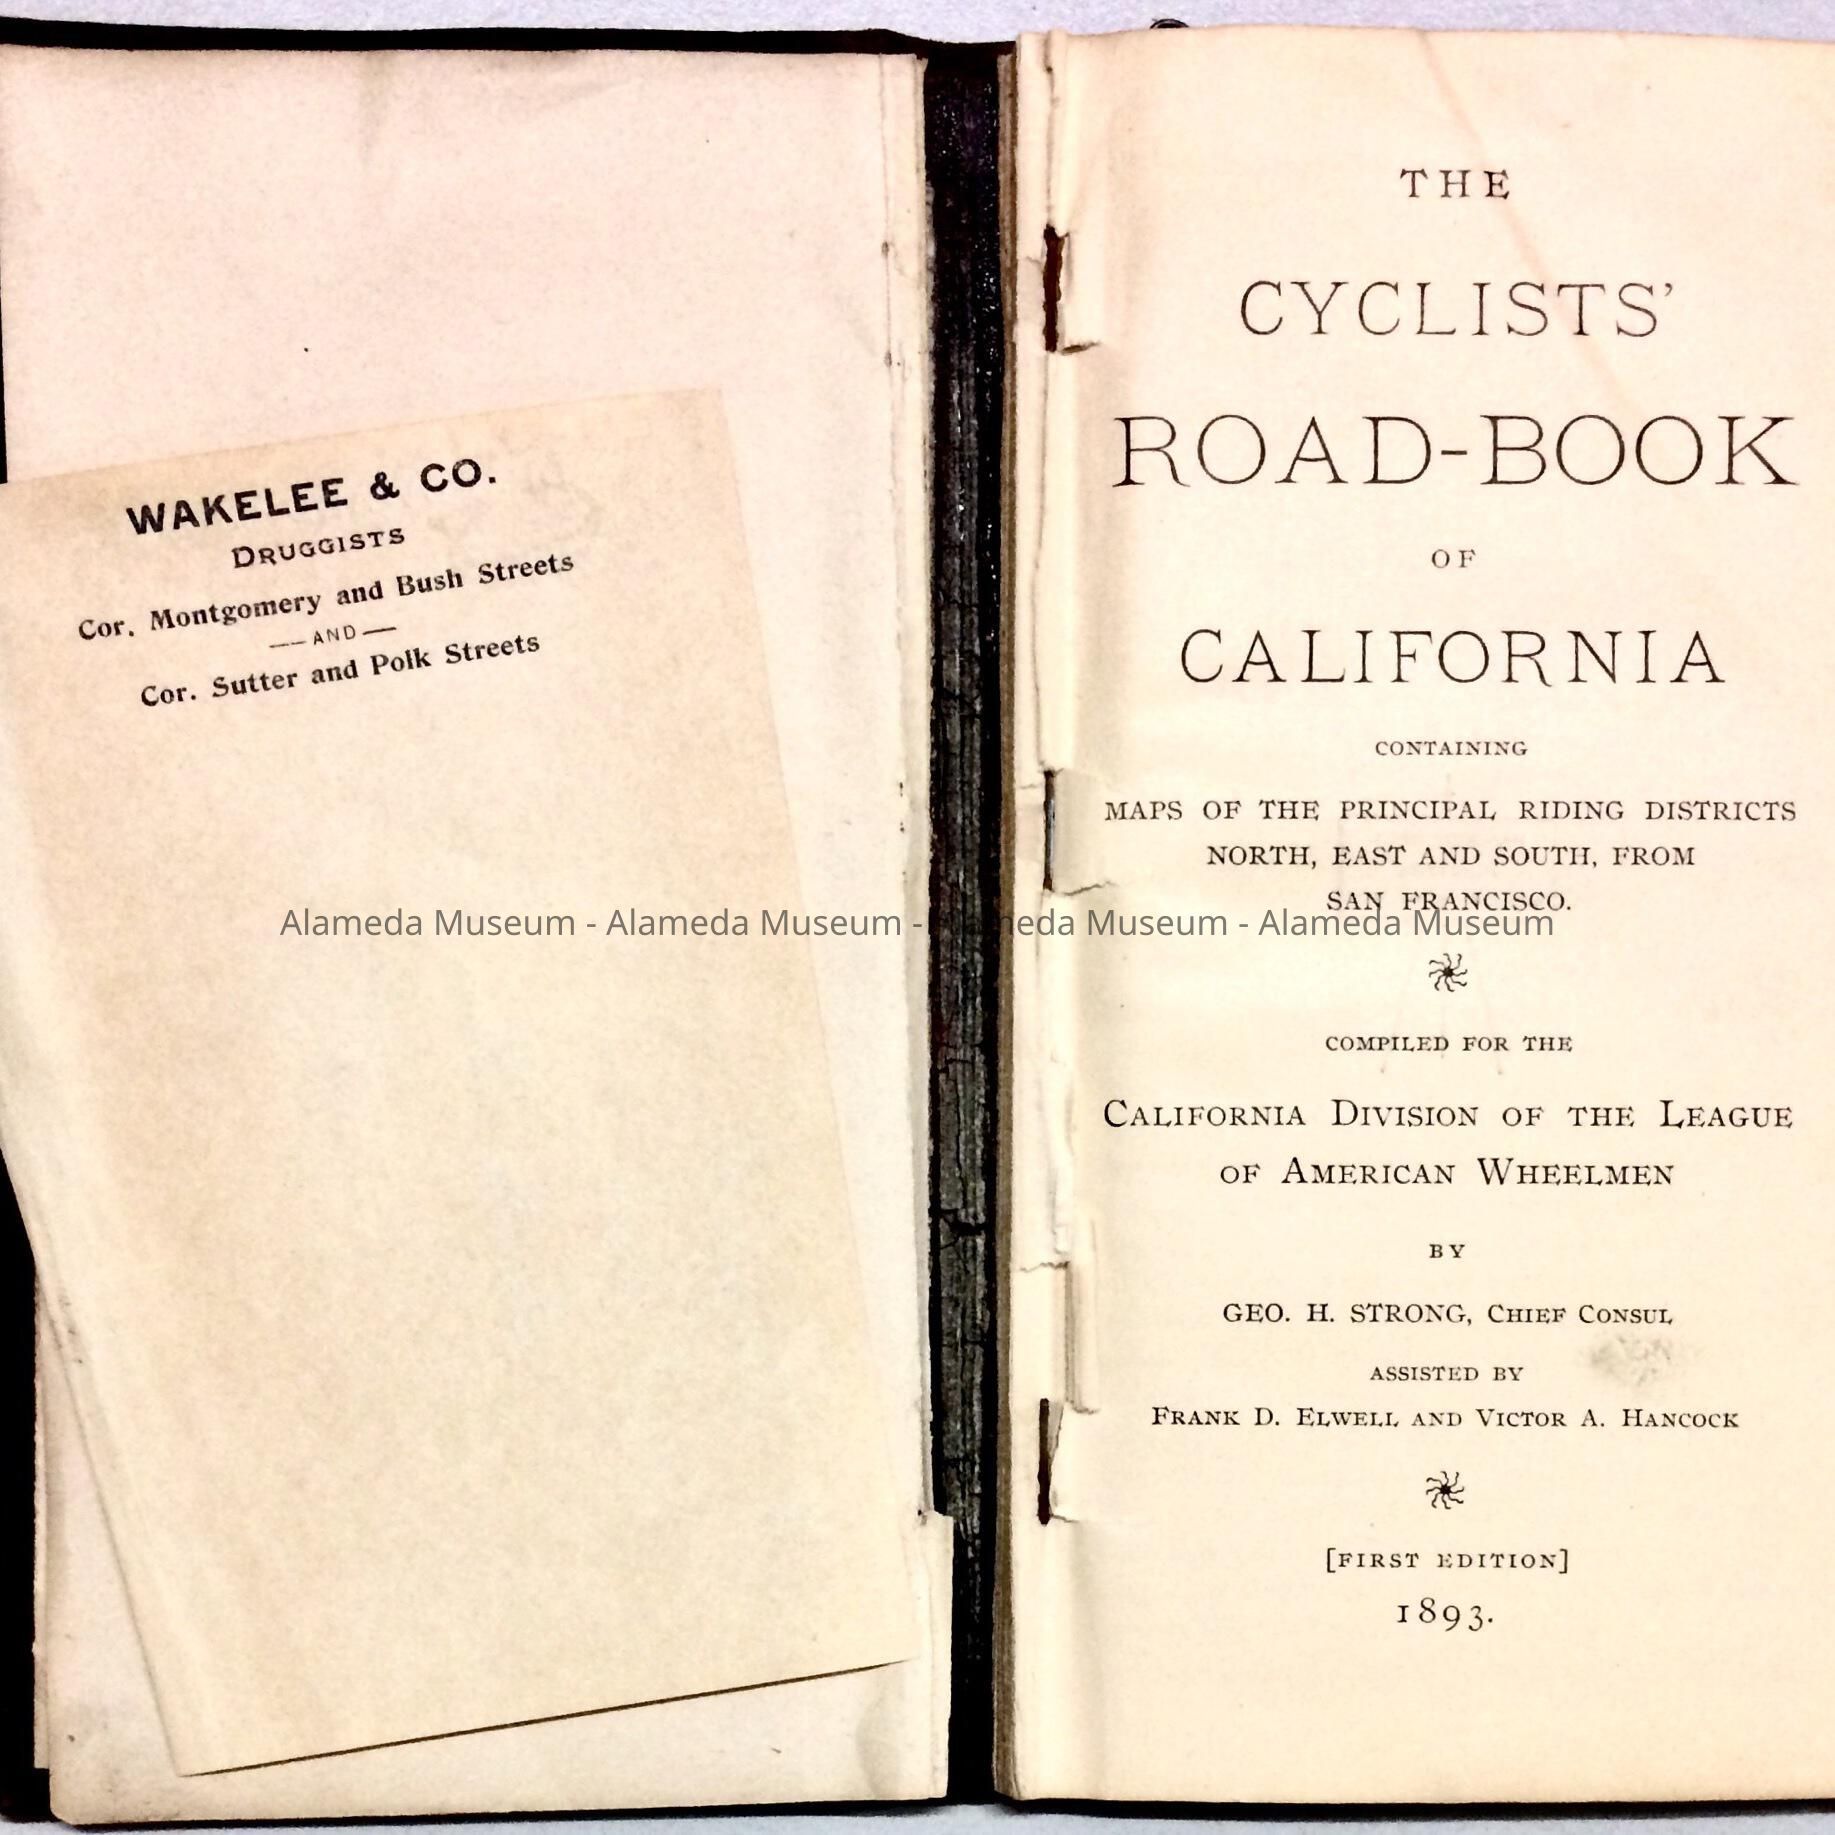 WAKELEE & CO.
DRUGGISTS
Cor. Montgomery and Bush Streets
—AND—
Cor. Sutter and Polk Streets
THE
CYCLISTS'
ROAD-BOOK
OF
CALIFORNIA
CONTAINING
MAPS OF THE PRINCIPAL RIDING DISTRICTS
NORTH, EAST AND SOUTH, FROM
SAN FRANCISCO.
Alameda Museum - Alameda Museum - Alameda Museum - Alameda Museum
COMPILED FOR THE
CALIFORNIA DIVISION OF THE LEAGUE
OF AMERICAN WHEELMEN
BY
GEO. H. STRONG, CHIEF CONSUL
ASSISTED BY
FRANK D. ELWELL AND VICTOR A. HANCOCK
[FIRST EDITION]
1893.